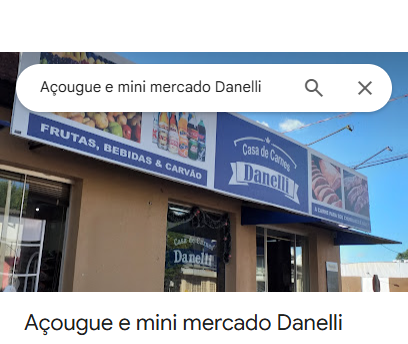 Açougue e mini mercado Danelli
FRUTAS, BEBIDAS & CARVÃO
Casa de Carnes
Danelli
Casa de Carnes
Danelli
Açougue e mini mercado Danelli